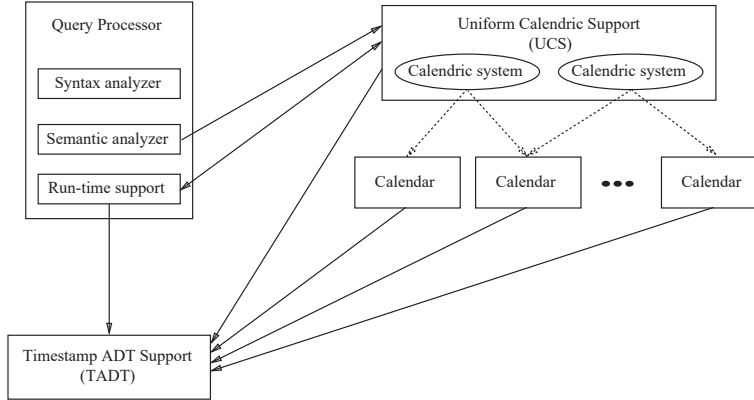 Query Processor
Syntax analyzer
Semantic analyzer
Run-time support
Uniform Calendric Support
(UCS)
Calendric system
Calendric system
Calendar
Calendar
Calendar
Timestamp ADT Support
(TADT)